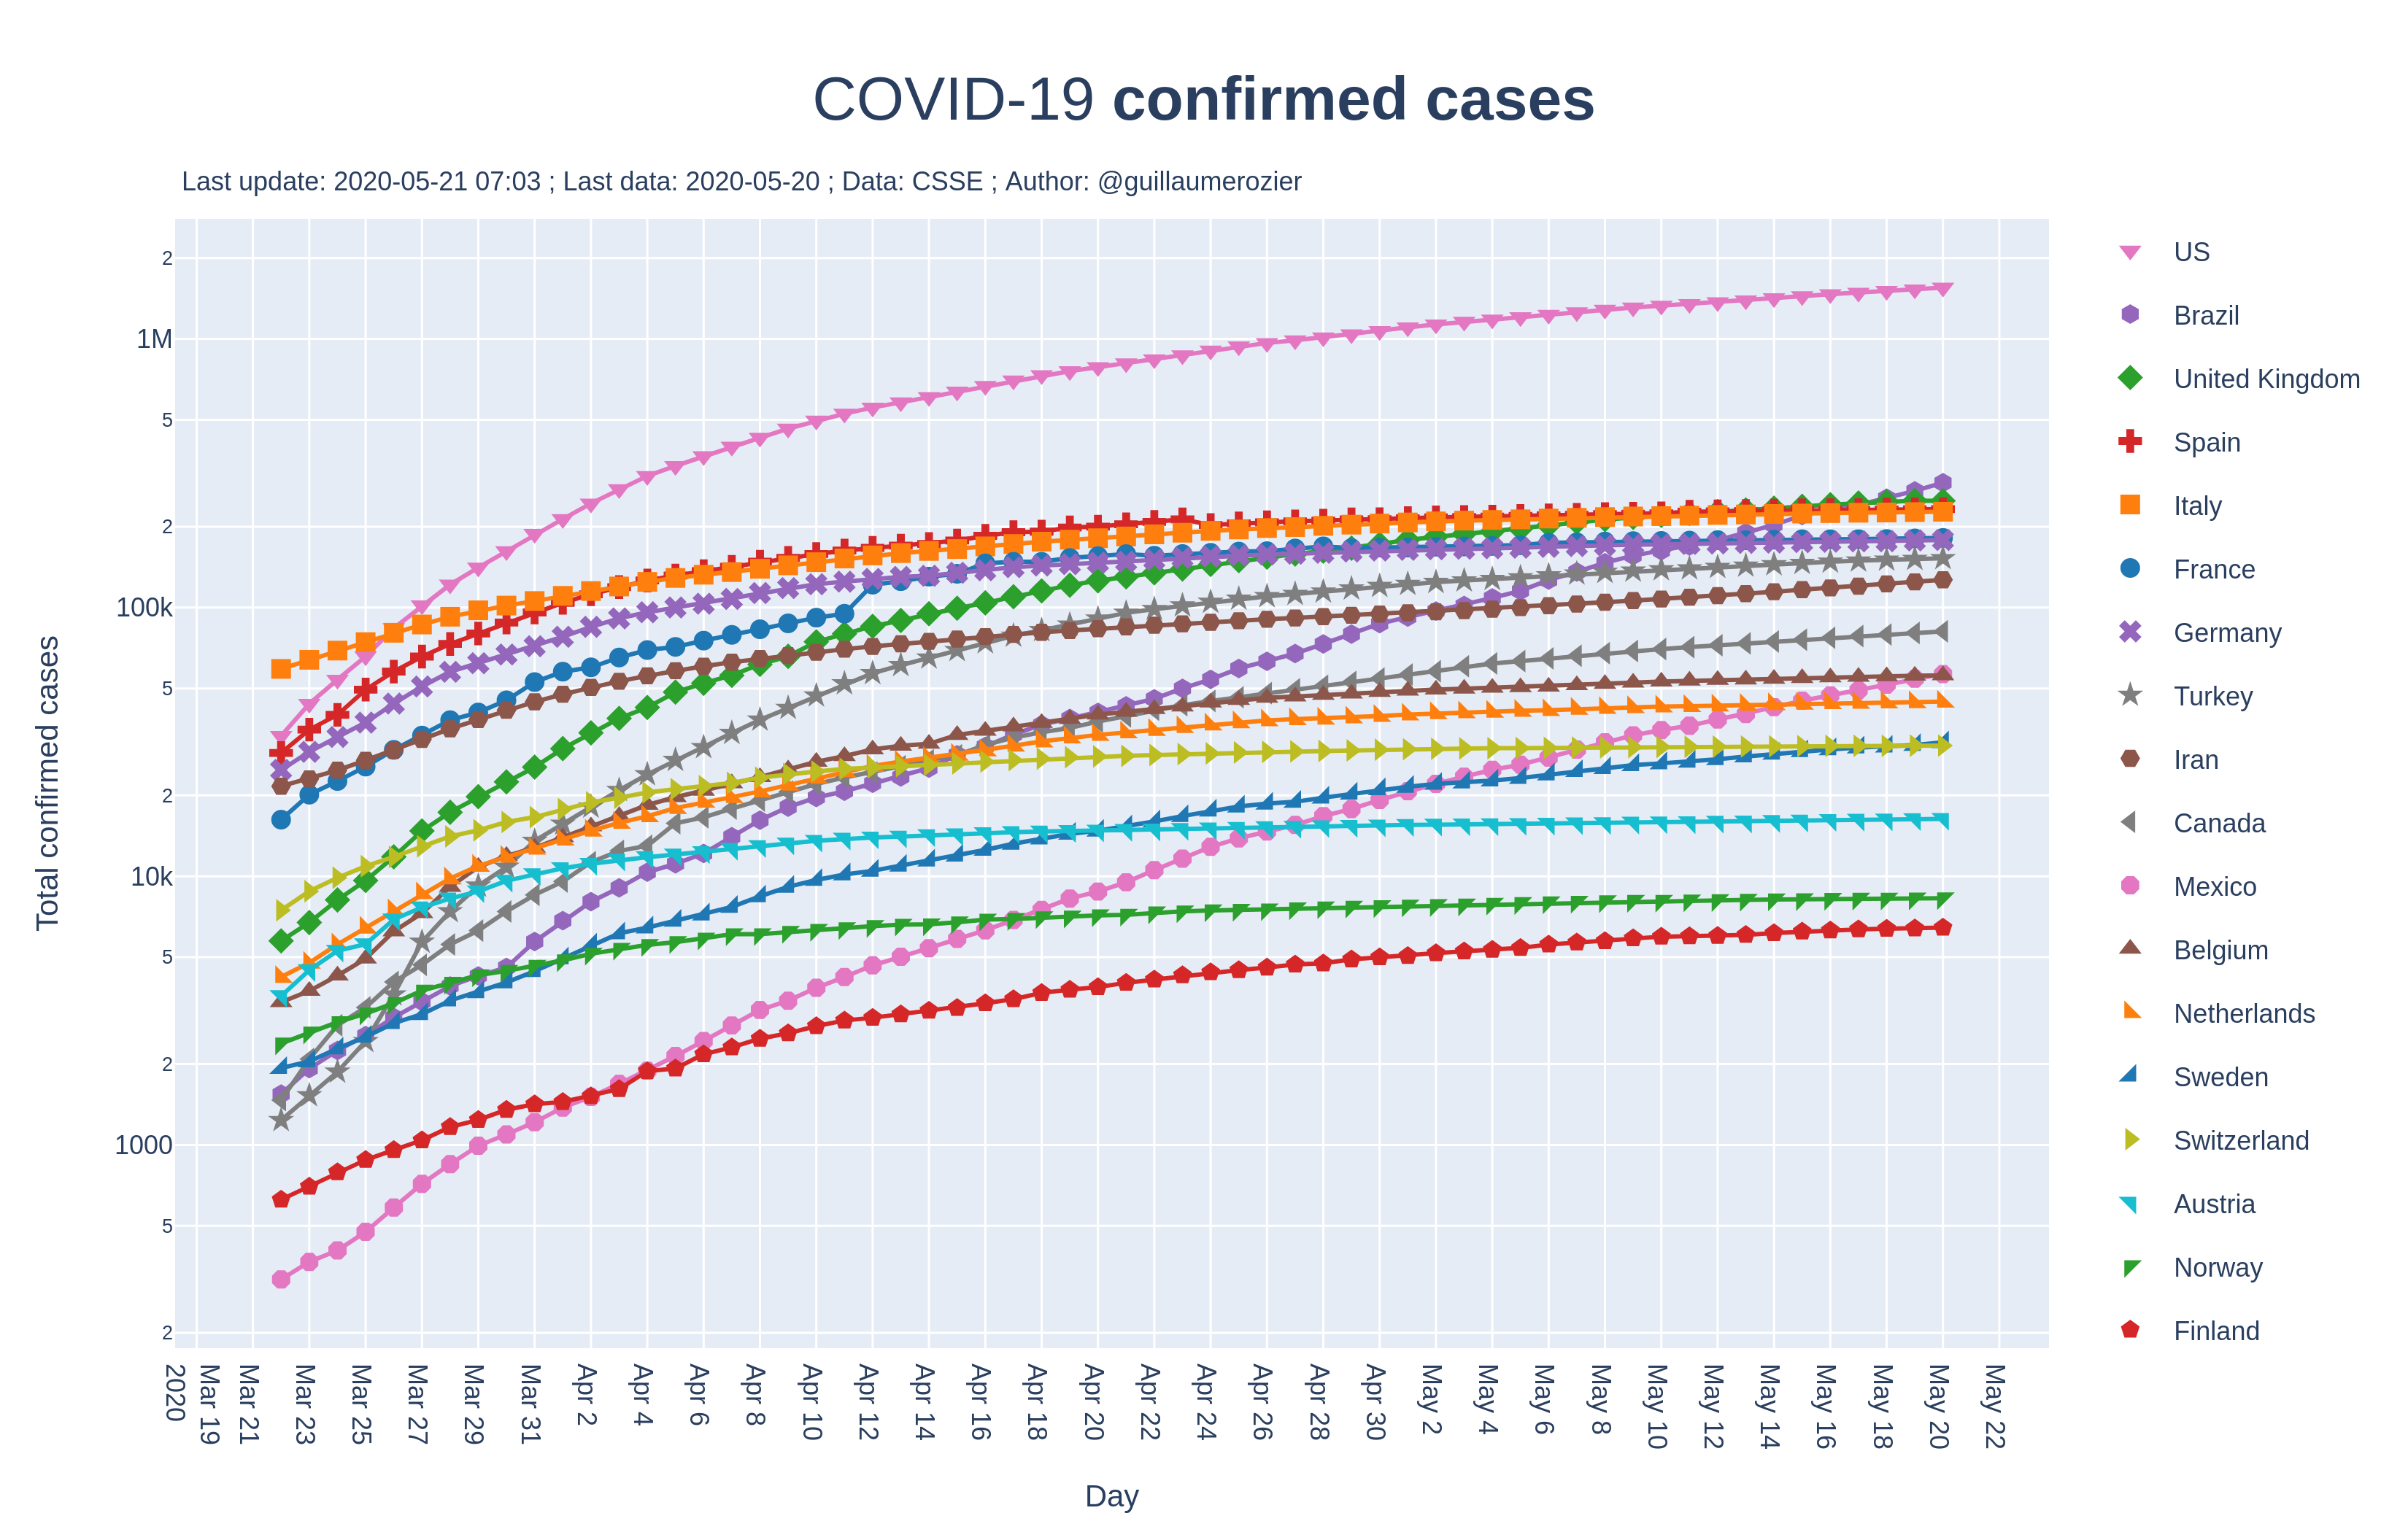 COVID-19 confirmed cases
Last update: 2020-05-21 07:03 ; Last data: 2020-05-20 ; Data: CSSE ; Author: @guillaumerozier
Total confirmed cases
2
1M
5
2
100k
5
2
10k
5
2
1000
5
2
Mar 19
2020
Mar 21
Mar 23
Mar 25
Mar 27
Mar 29
Mar 31
Apr 2
Apr 4
Apr 6
Apr 8
Apr 10
Apr 12
Apr 14
Apr 16
Apr 18
Apr 20
Apr 22
Apr 24
Apr 26
Apr 28
Apr 30
May 2
May 4
May 6
May 8
May 10
May 12
May 14
May 16
May 18
May 20
May 22
Day
US
Brazil
United Kingdom
Spain
Italy
France
Germany
Turkey
Iran
Canada
Mexico
Belgium
Netherlands
Sweden
Switzerland
Austria
Norway
Finland